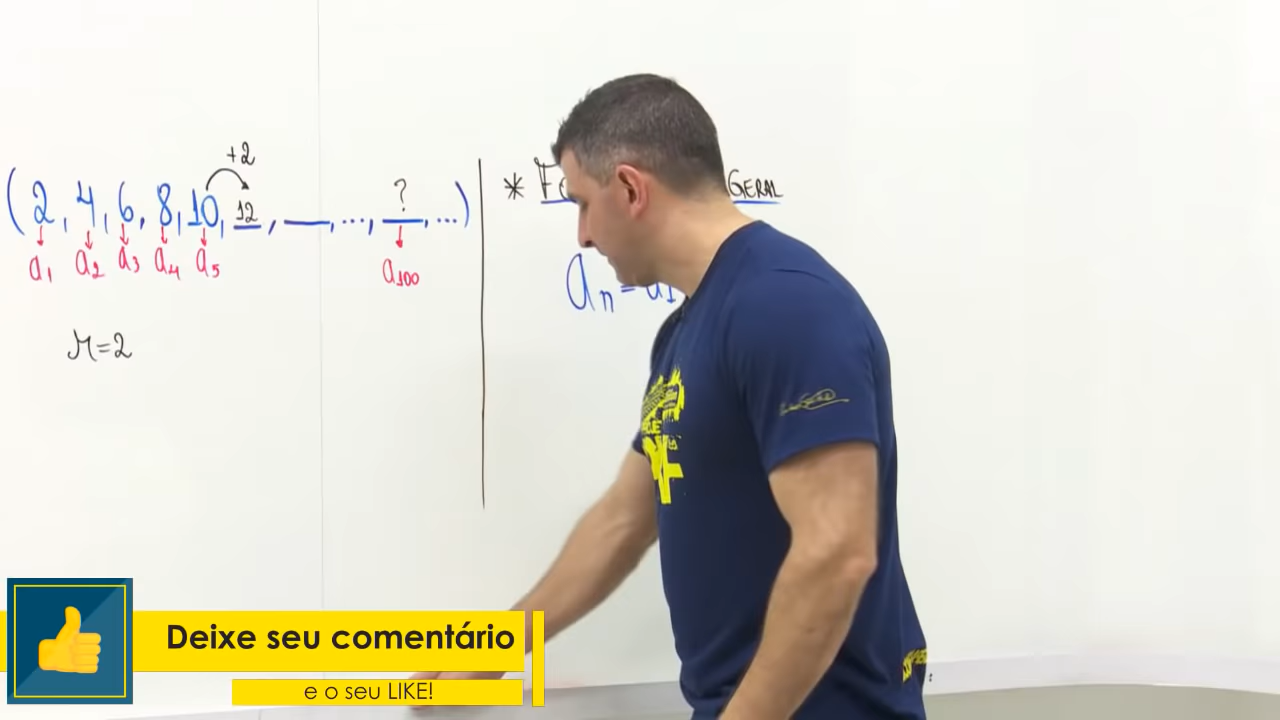 +2
(2, 4, 6, 8, 10, 12, ___, ..., ?, ...)
a1 a2 a3 a4 a5 a100
r=2
* GERAL
an = a1
Deixe seu comentário
e o seu LIKE!